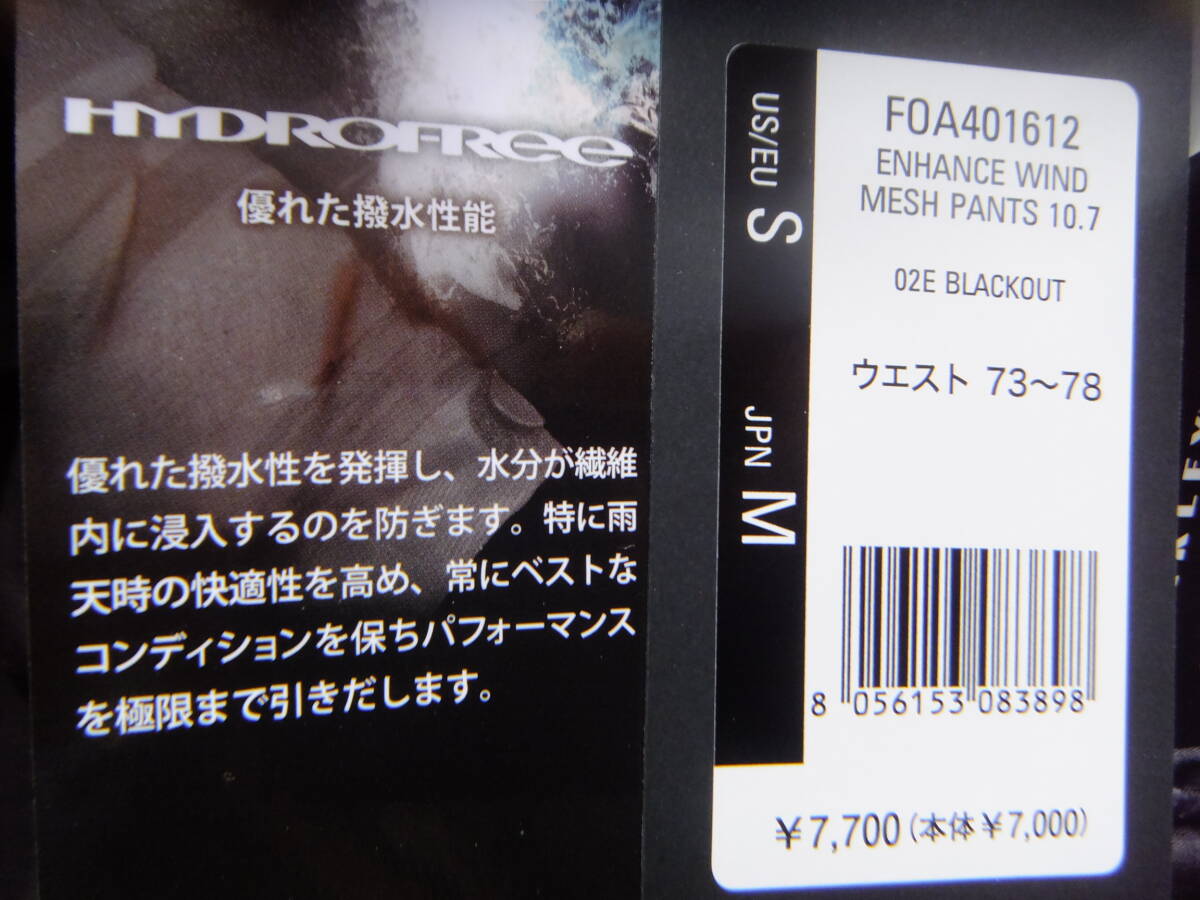 HYDROFREE
優れた撥水性能
優れた撥水性を発揮し、水分が繊維
内に浸入するのを防ぎます。特に雨
天時の快適性を高め、常にベストな
コンディションを保ちパフォーマンス
を極限まで引きだします。
US/EU S
JPN M
FOA401612
ENHANCE WIND
MESH PANTS 10.7
02E BLACKOUT
ウエスト 73～78
8 056153 083898
￥7,700(本体￥7,000)